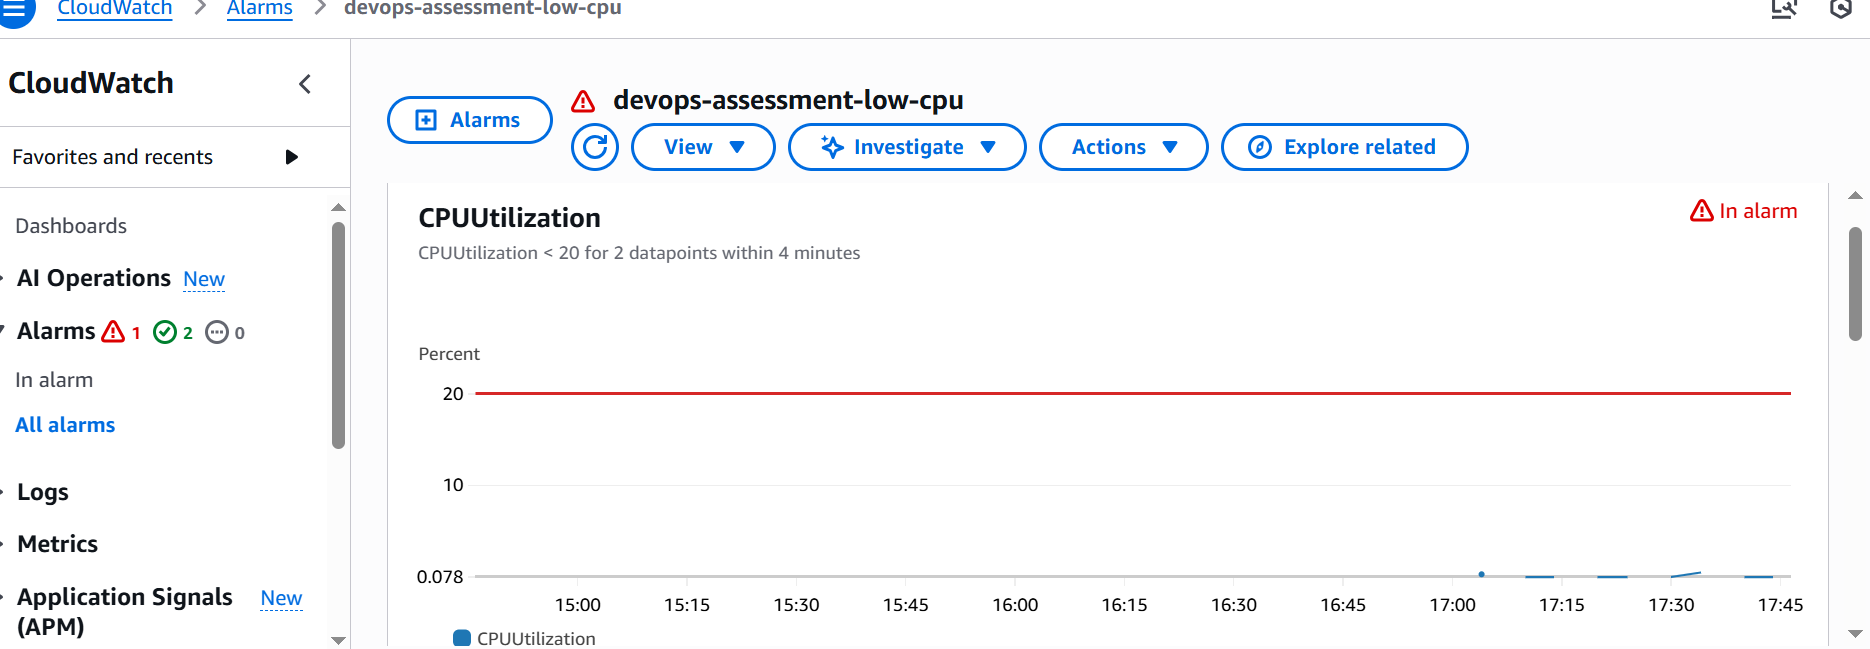 CloudWatch > Alarms > devops-assessment-low-cpu
CloudWatch
Favorites and recents
Dashboards
AI Operations New
Alarms 1 2 0
In alarm
All alarms
Logs
Metrics
Application Signals New
(APM)
Alarms
devops-assessment-low-cpu
View
Investigate
Actions
Explore related
CPUUtilization
In alarm
CPUUtilization < 20 for 2 datapoints within 4 minutes
Percent
20
10
0.078
15:00 15:15 15:30 15:45 16:00 16:15 16:30 16:45 17:00 17:15 17:30 17:45
CPUUtilization